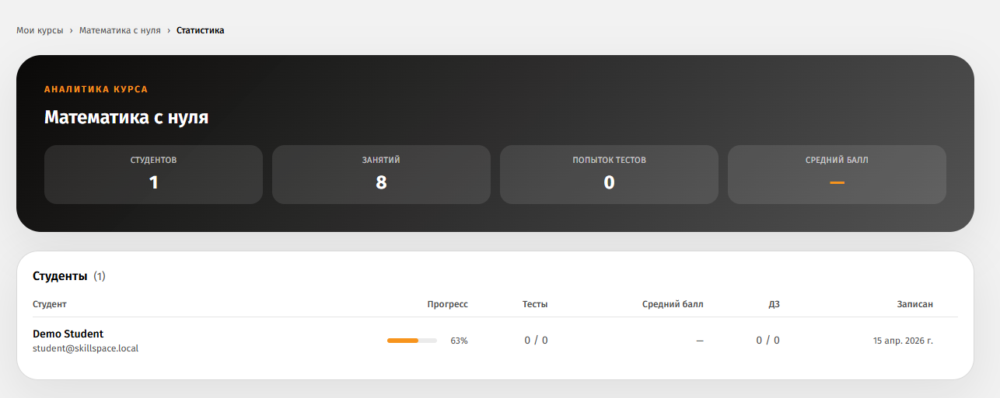 Мои курсы › Математика с нуля › Статистика
АНАЛИТИКА КУРСА
Математика с нуля
СТУДЕНТОВ ЗАНЯТИЙ ПОПЫТОК ТЕСТОВ СРЕДНИЙ БАЛЛ
1 8 0 —
Студенты (1)
Студент Прогресс Тесты Средний балл ДЗ Записан
Demo Student
63% 0 / 0 — 0 / 0 15 апр. 2026 г.
student@skillspace.local